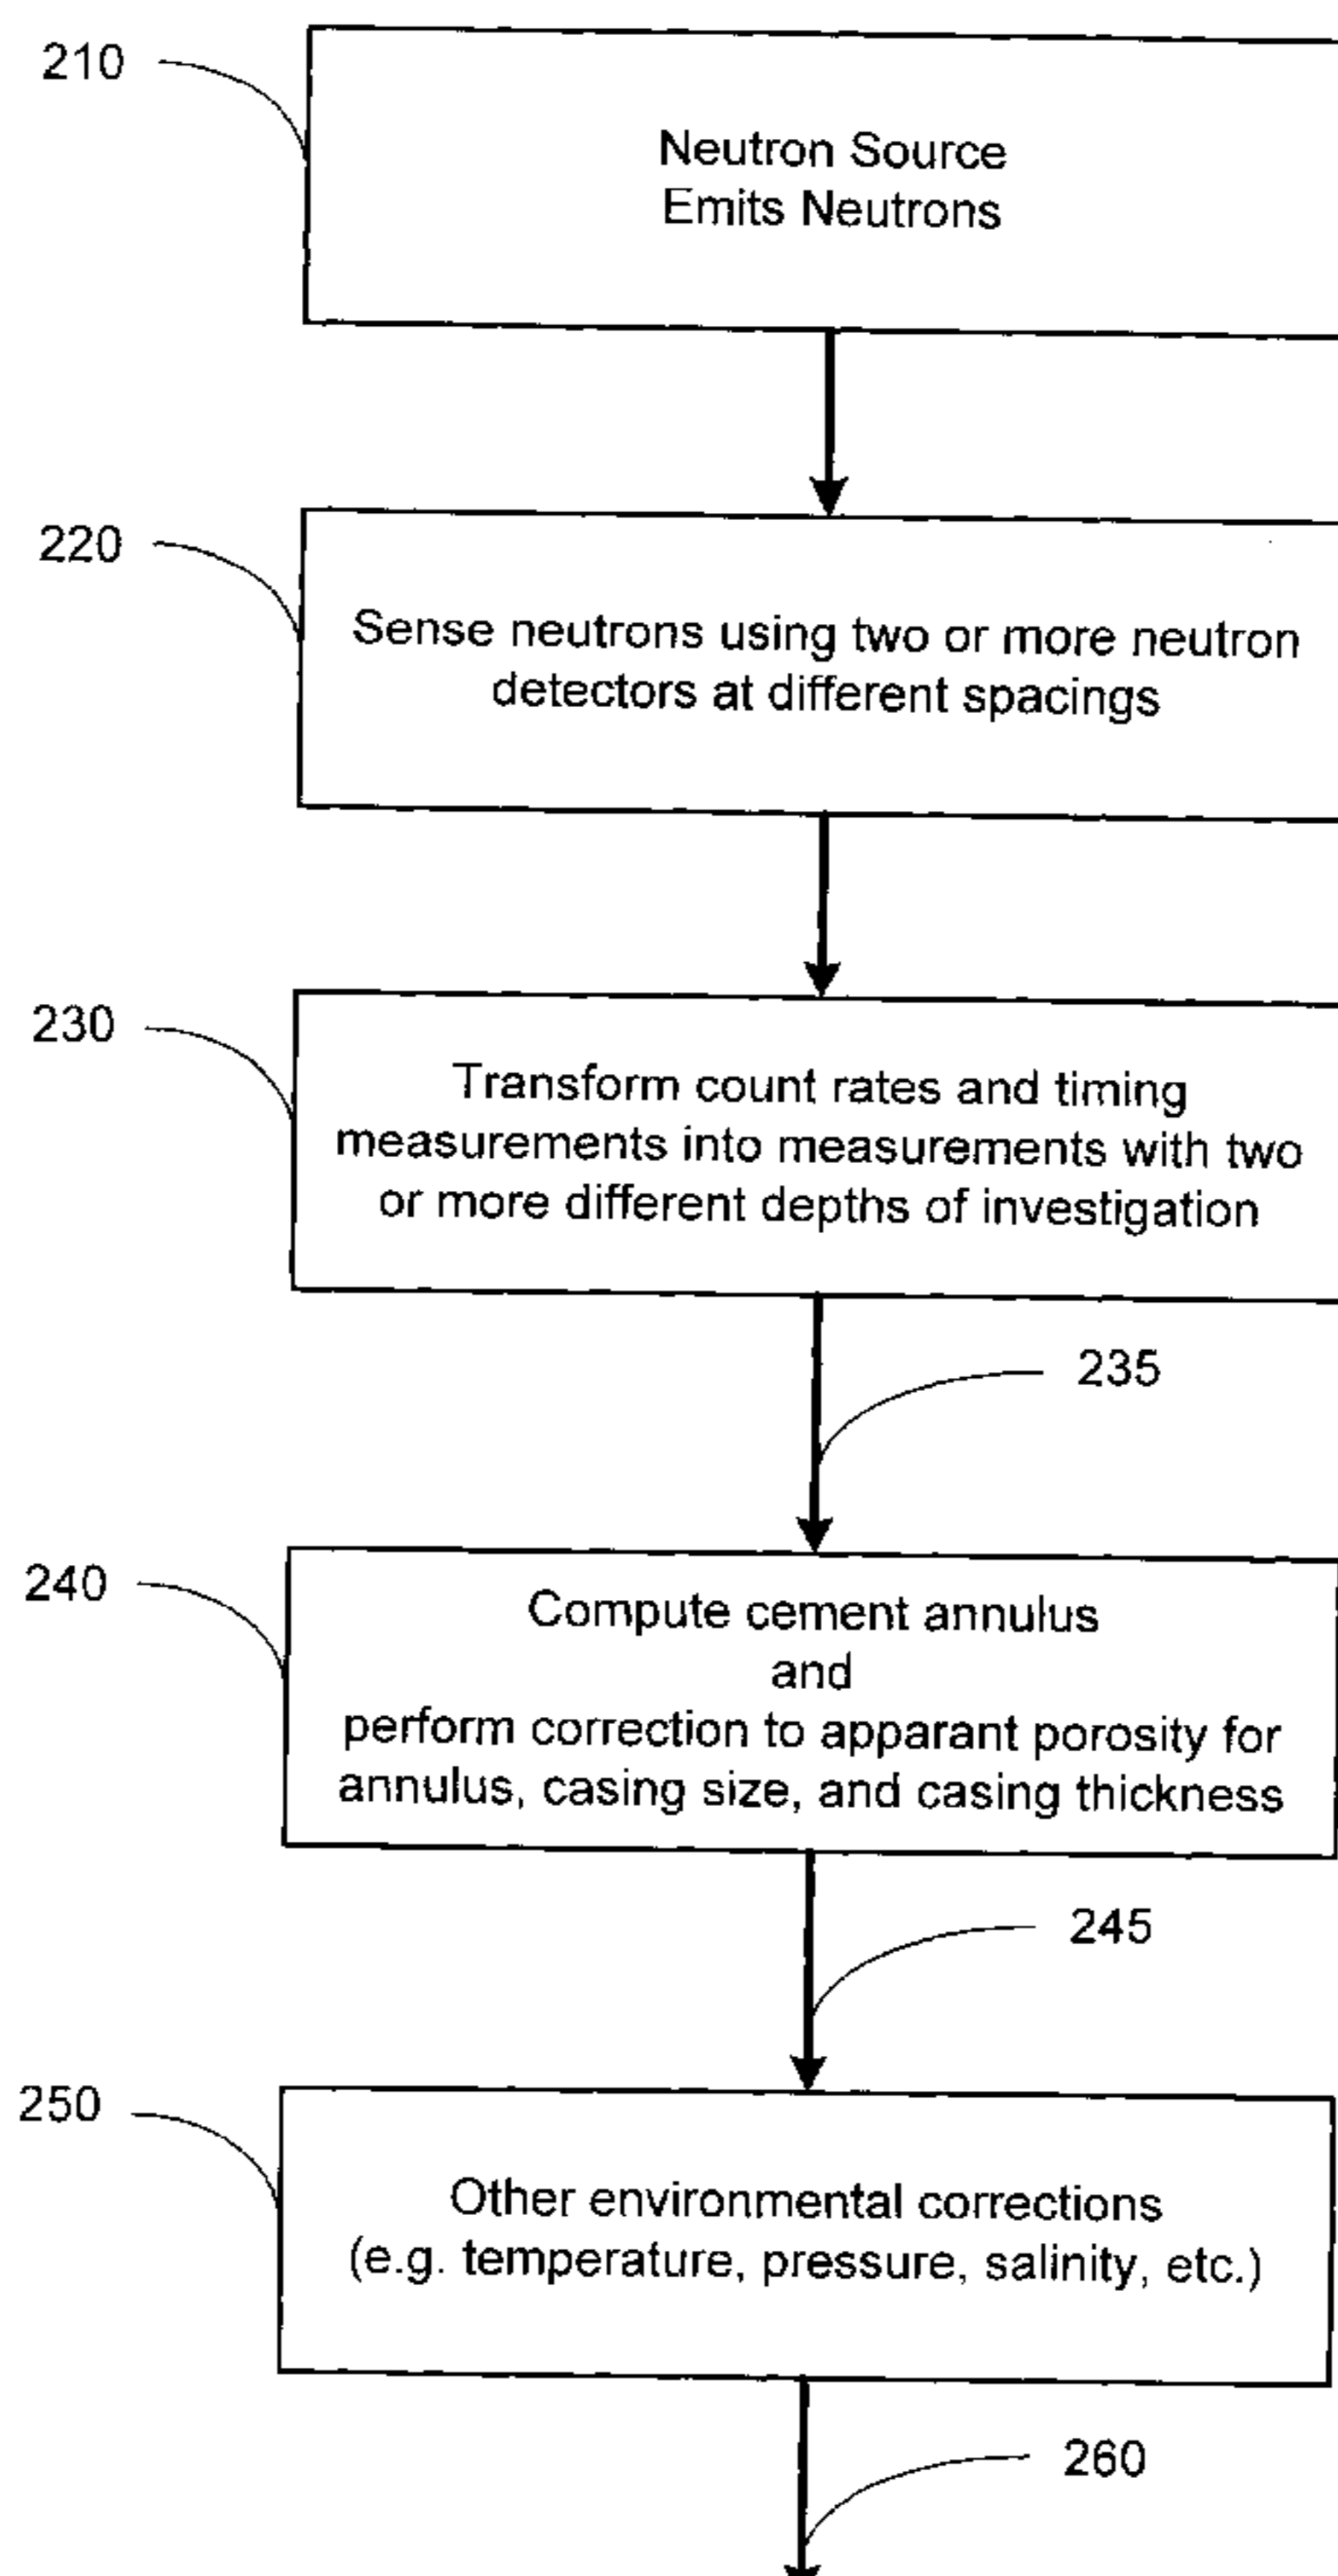 210
Neutron Source
Emits Neutrons
220
Sense neutrons using two or more neutron
detectors at different spacings
230
Transform count rates and timing
measurements into measurements with two
or more different depths of investigation
235
240
Compute cement annulus
and
perform correction to apparant porosity for
annulus, casing size, and casing thickness
245
250
Other environmental corrections
(e.g. temperature, pressure, salinity, etc.)
260